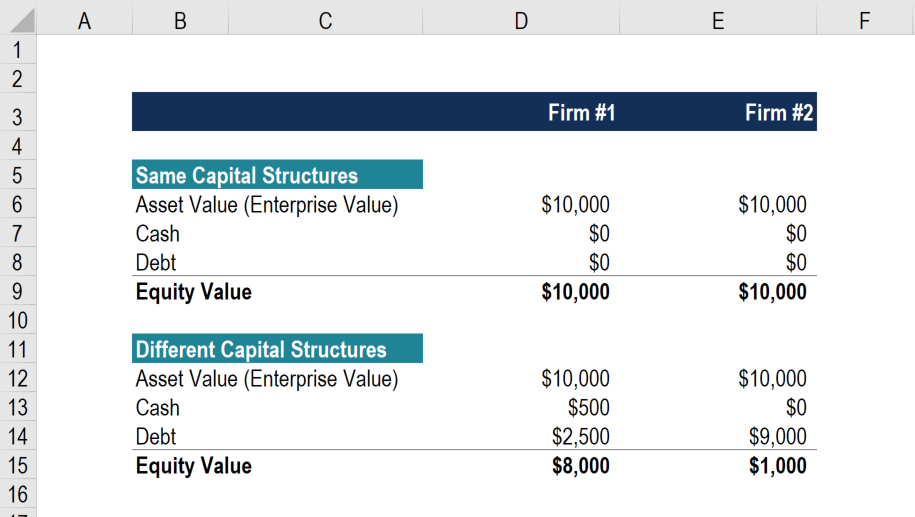 A B C D E F
1
2
3 Firm #1 Firm #2
4
5 Same Capital Structures
6 Asset Value (Enterprise Value) $10,000 $10,000
7 Cash $0 $0
8 Debt $0 $0
9 Equity Value $10,000 $10,000
10
11 Different Capital Structures
12 Asset Value (Enterprise Value) $10,000 $10,000
13 Cash $500 $0
14 Debt $2,500 $9,000
15 Equity Value $8,000 $1,000
16